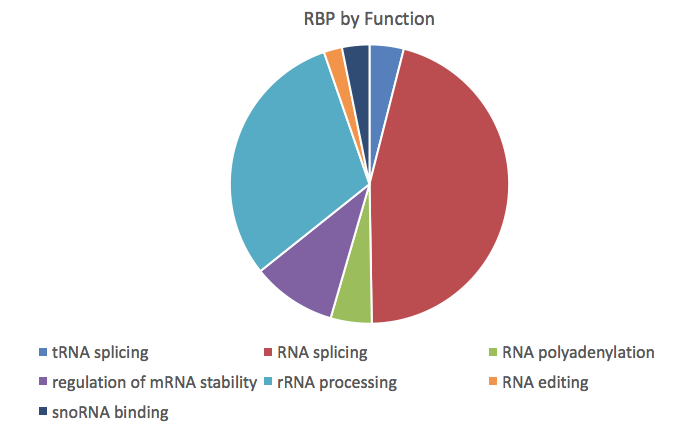 RBP by Function
tRNA splicing RNA splicing RNA polyadenylation
regulation of mRNA stability rRNA processing RNA editing
snoRNA binding